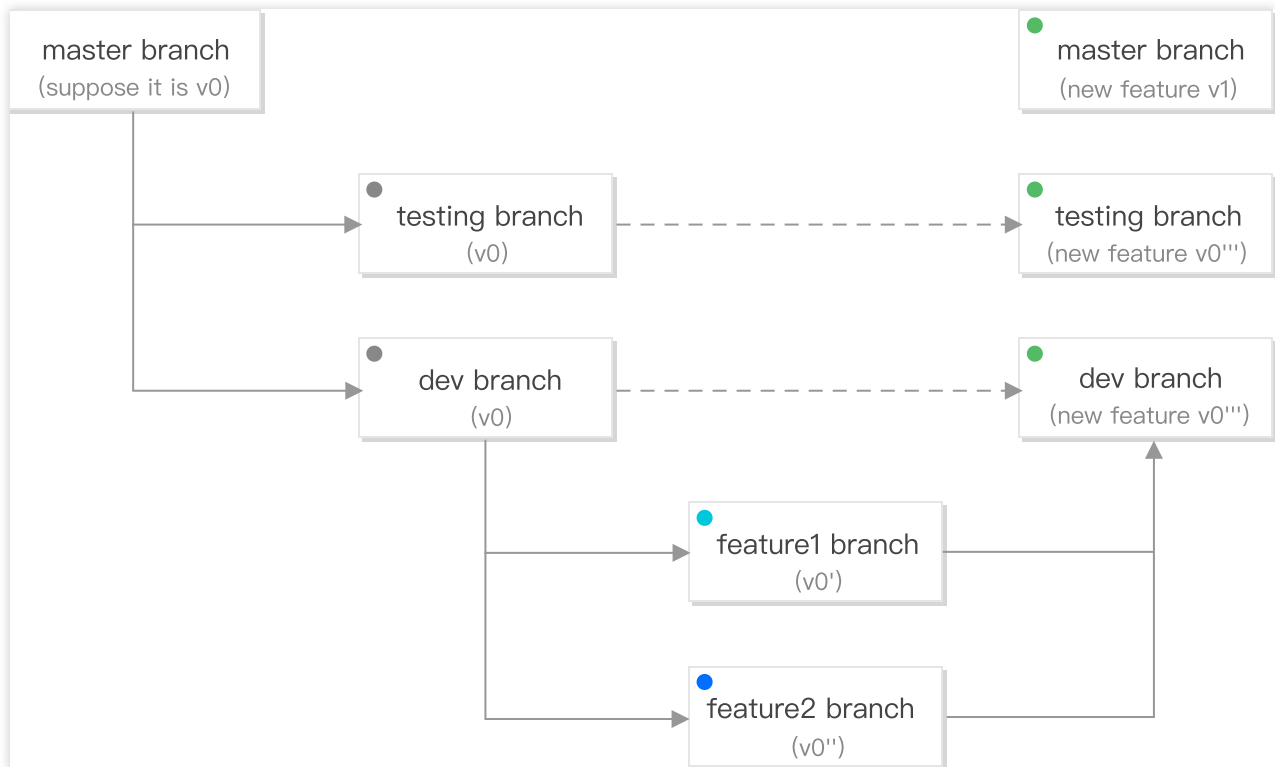 master branch
(suppose it is v0)
master branch
(new feature v1)
testing branch
(v0)
testing branch
(new feature v0''')
dev branch
(v0)
dev branch
(new feature v0''')
feature1 branch
(v0')
feature2 branch
(v0'')